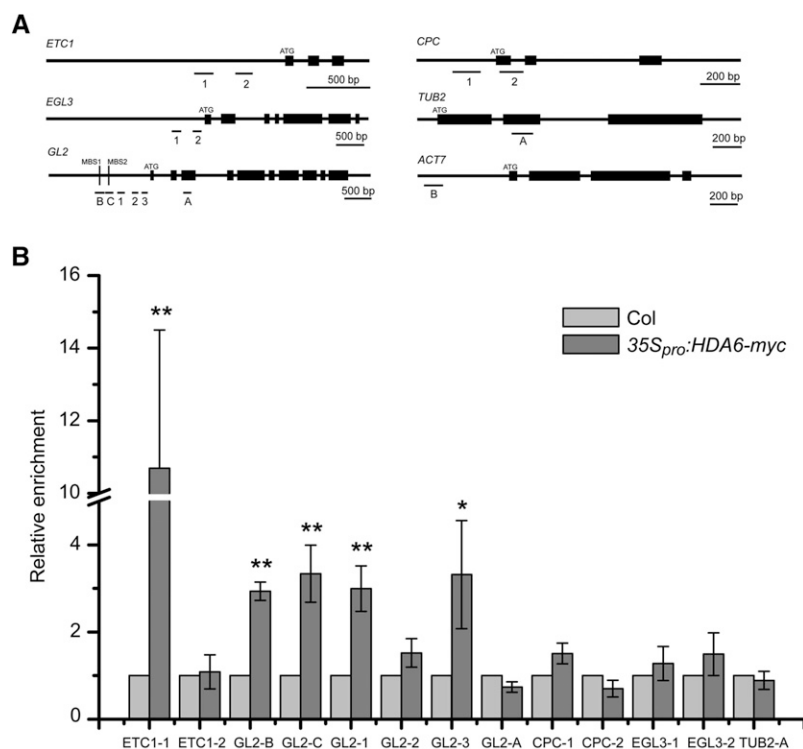 A
ETC1
ATG
1
2
500 bp
EGL3
ATG
1
2
500 bp
GL2
MBS1
MBS2
ATG
B C 1 2 3
A
500 bp
CPC
ATG
1
2
200 bp
TUB2
ATG
A
200 bp
ACT7
ATG
B
200 bp
B
Relative enrichment
16
14
12
10
4
2
0
**
**
**
**
*
Col
35Spro:HDA6-myc
ETC1-1 ETC1-2 GL2-B GL2-C GL2-1 GL2-2 GL2-3 GL2-A CPC-1 CPC-2 EGL3-1 EGL3-2 TUB2-A